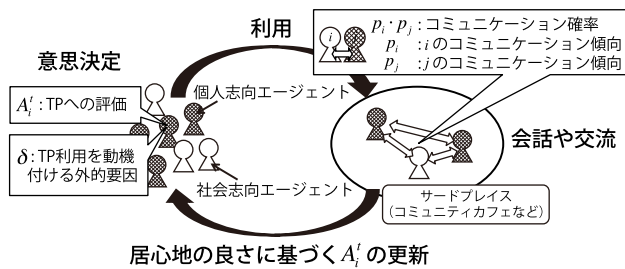 利用
p_i・p_j：コミュニケーション確率
p_i ：iのコミュニケーション傾向
p_j ：jのコミュニケーション傾向
i
j
意思決定
A_i^t：TPへの評価
個人志向エージェント
δ：TP利用を動機
付ける外的要因
社会志向エージェント
会話や交流
サードプレイス
（コミュニティカフェなど）
居心地の良さに基づくA_i^tの更新